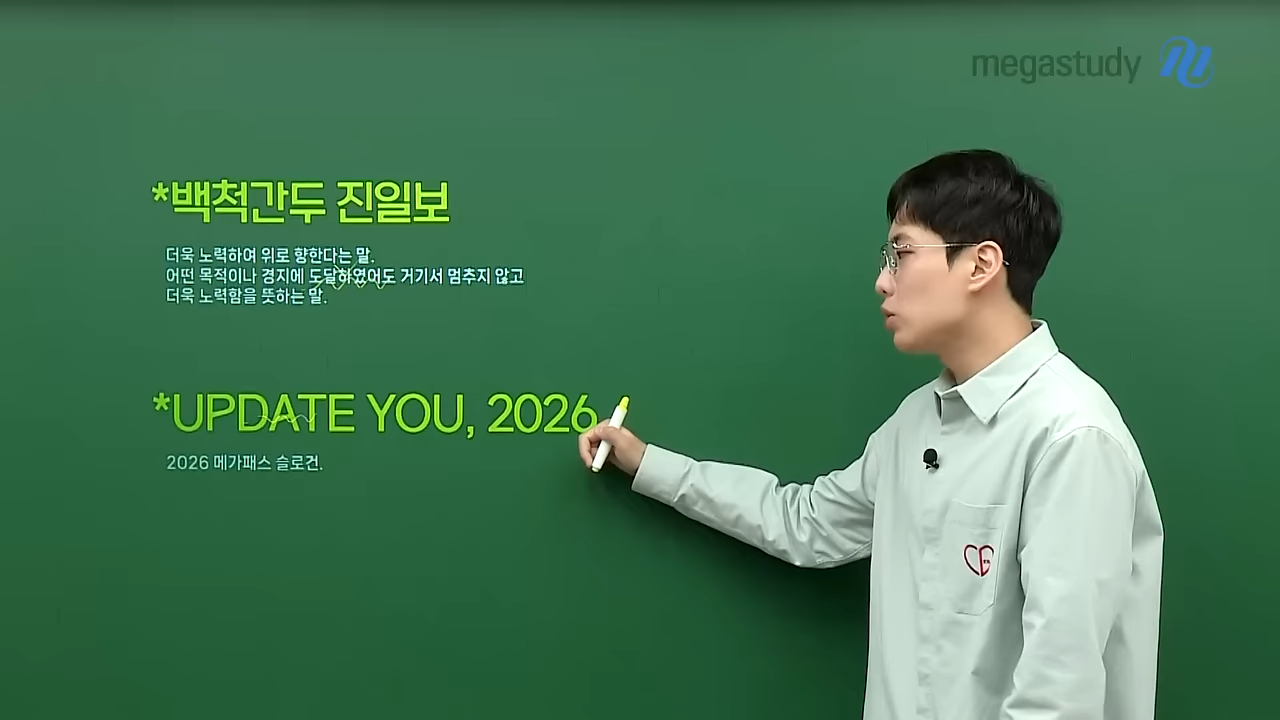 megastudy
*백척간두 진일보
더욱 노력하여 위로 향한다는 말.
어떤 목적이나 경지에 도달하였어도 거기서 멈추지 않고
더욱 노력함을 뜻하는 말.
*UPDATE YOU, 2026
2026 메가패스 슬로건.